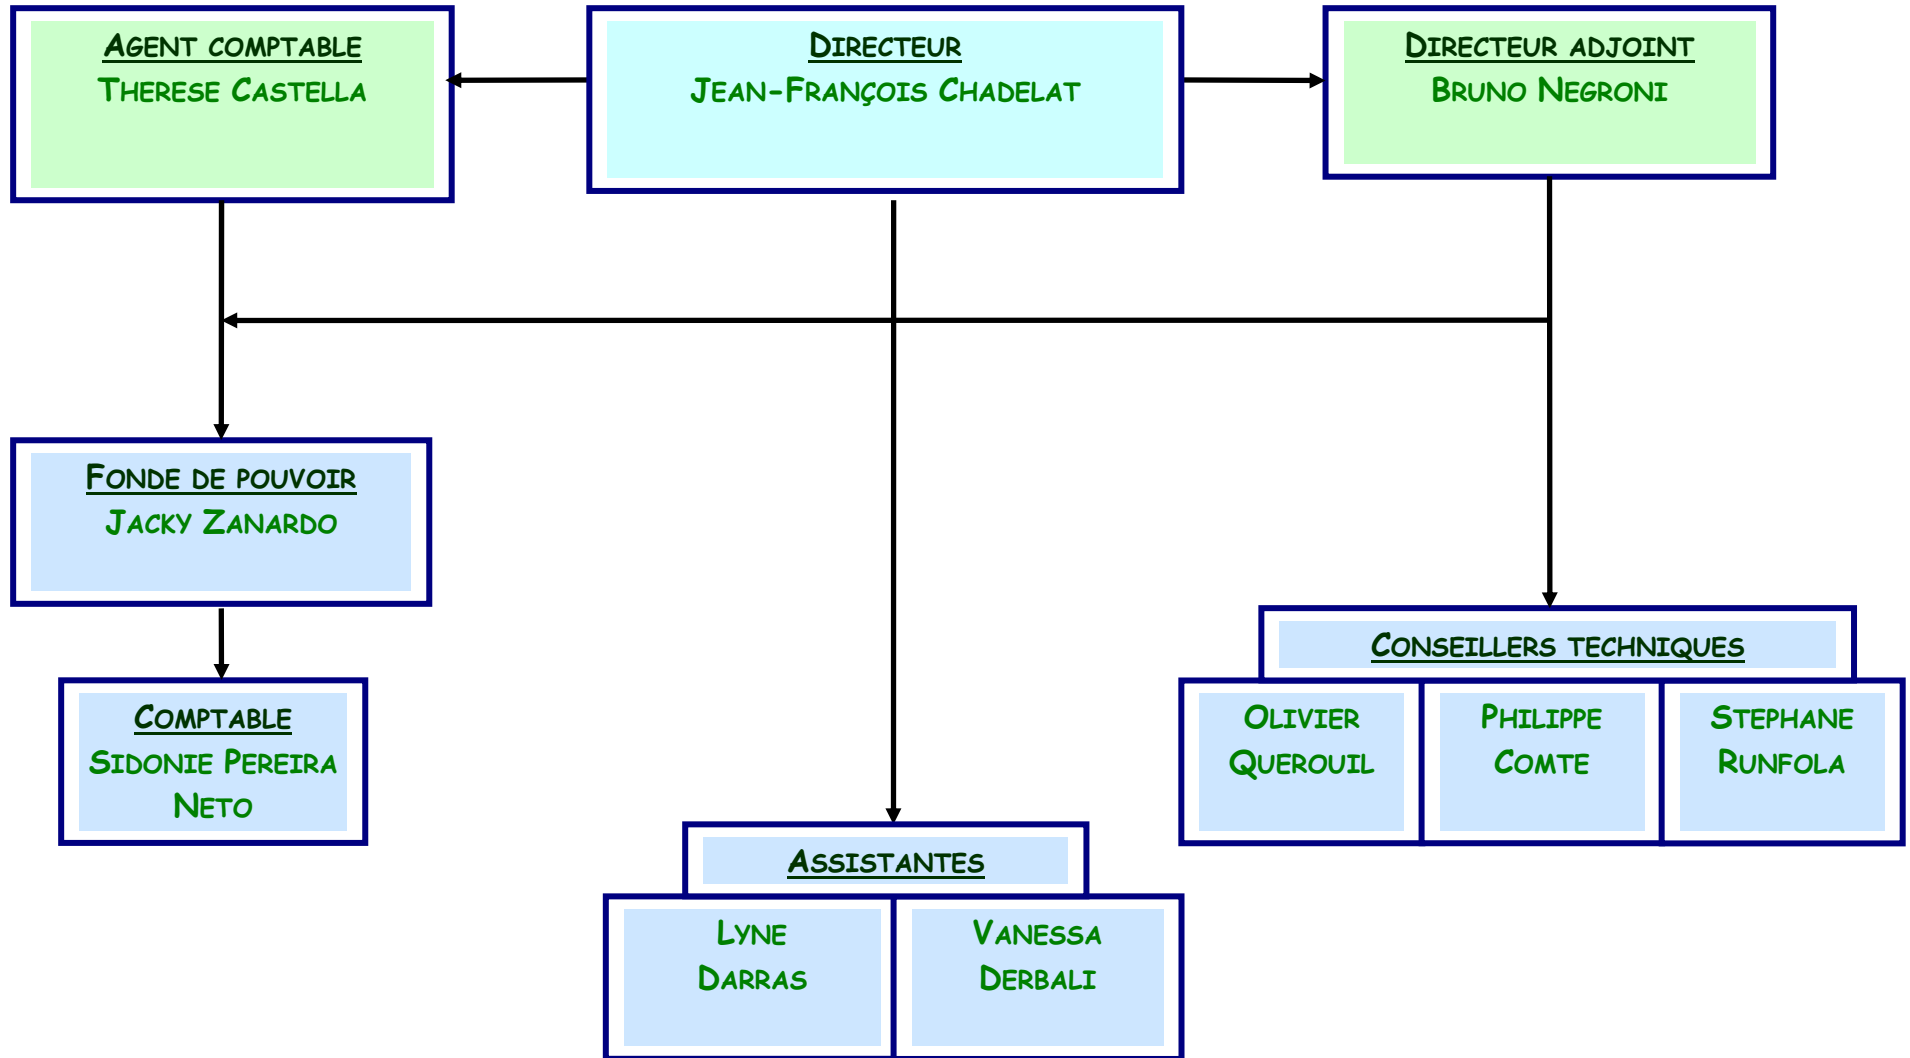 AGENT COMPTABLE
THERESE CASTELLA
DIRECTEUR
JEAN-FRANÇOIS CHADELAT
DIRECTEUR ADJOINT
BRUNO NEGRONI
FONDE DE POUVOIR
JACKY ZANARDO
CONSEILLERS TECHNIQUES
COMPTABLE
SIDONIE PEREIRA
NETO
OLIVIER
QUEROUIL
PHILIPPE
COMTE
STEPHANE
RUNFOLA
ASSISTANTES
LYNE
DARRAS
VANESSA
DERBALI